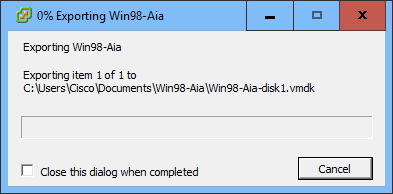 0% Exporting Win98-Aia
Exporting Win98-Aia
Exporting item 1 of 1 to
C:\Users\Cisco\Documents\Win98-Aia\Win98-Aia-disk1.vmdk
Close this dialog when completed
Cancel